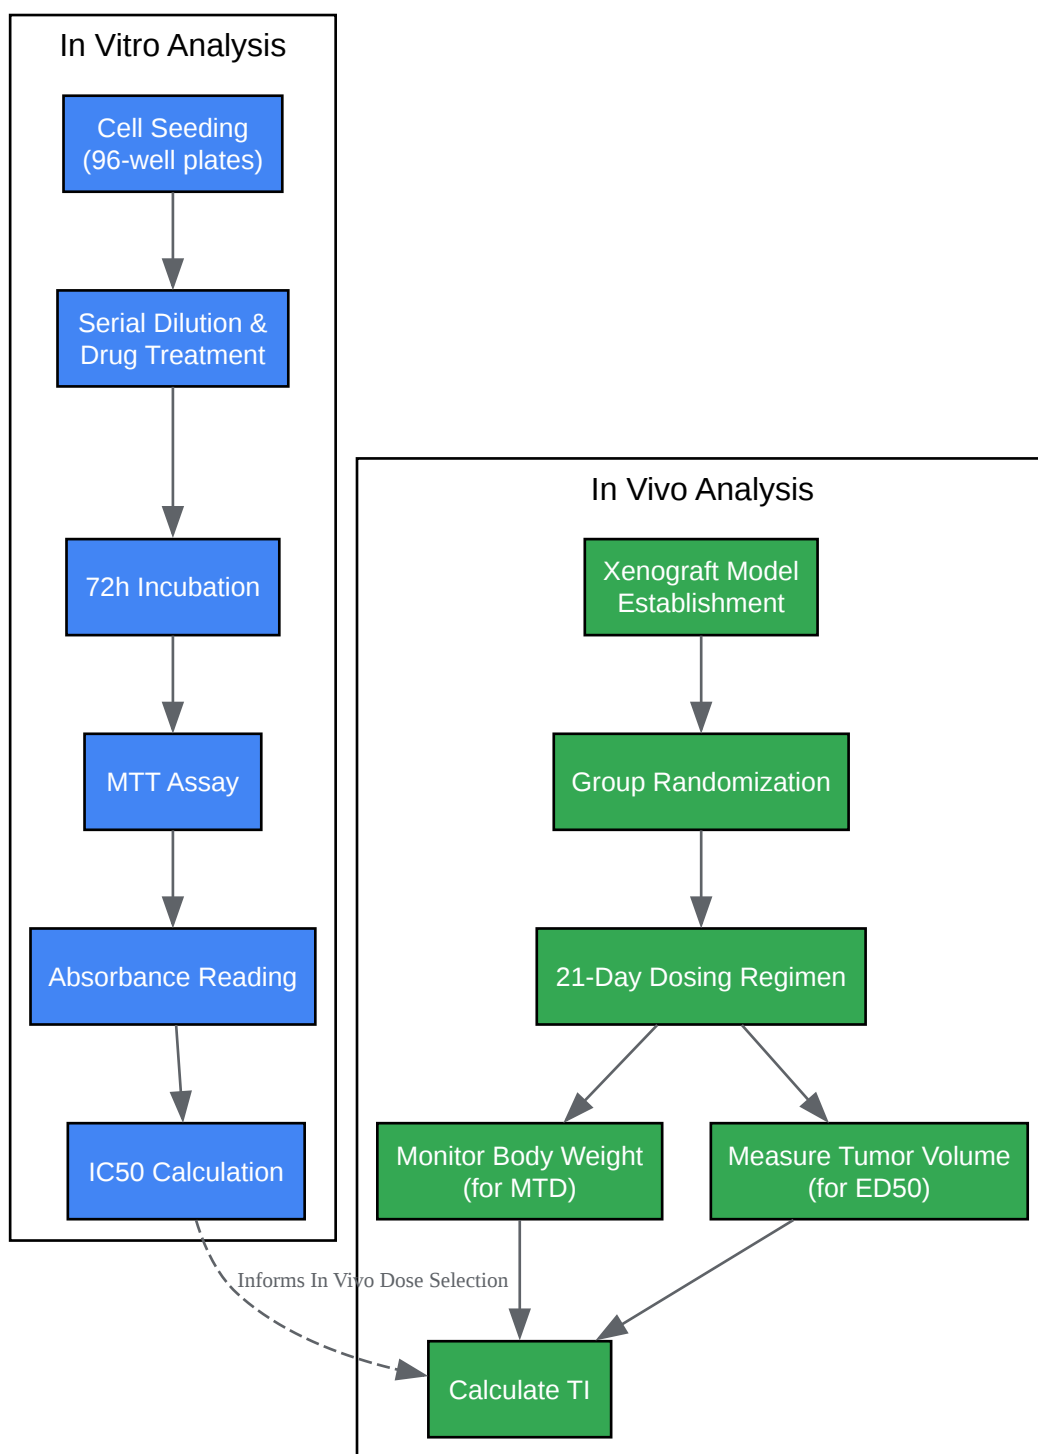 In Vitro Analysis
Cell Seeding
(96-well plates)
Serial Dilution &
Drug Treatment
72h Incubation
MTT Assay
Absorbance Reading
IC50 Calculation
Informs In Vivo Dose Selection
In Vivo Analysis
Xenograft Model
Establishment
Group Randomization
21-Day Dosing Regimen
Monitor Body Weight
(for MTD)
Measure Tumor Volume
(for ED50)
Calculate TI